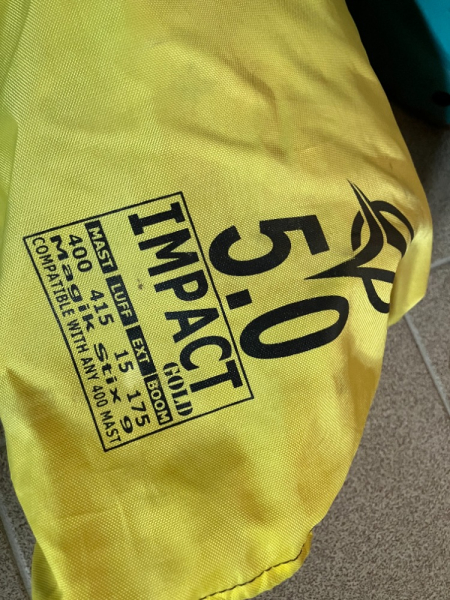 5.0
IMPACT
GOLD
MAST LUFF EXT BOOM
400 415 15 175
Magik Stix 9
COMPATIBLE WITH ANY 400 MAST